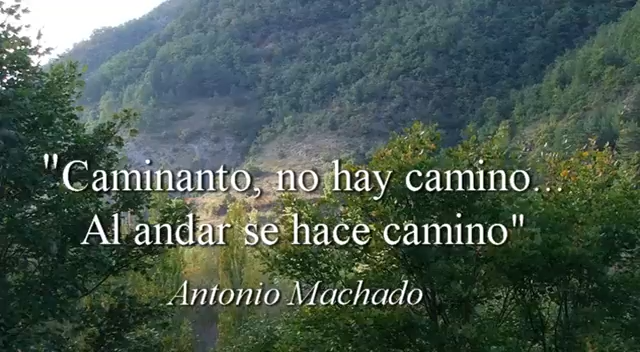 "Caminanto, no hay camino...
Al andar se hace camino"
Antonio Machado